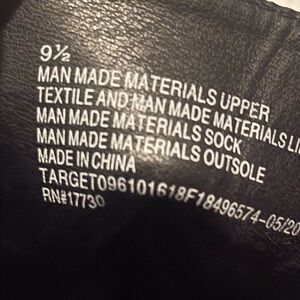 9½
MAN MADE MATERIALS UPPER
TEXTILE AND MAN MADE MATERIALS LI
MAN MADE MATERIALS SOCK
MAN MADE MATERIALS OUTSOLE
MADE IN CHINA
TARGET096101618F18496574-05/20
RN#17730